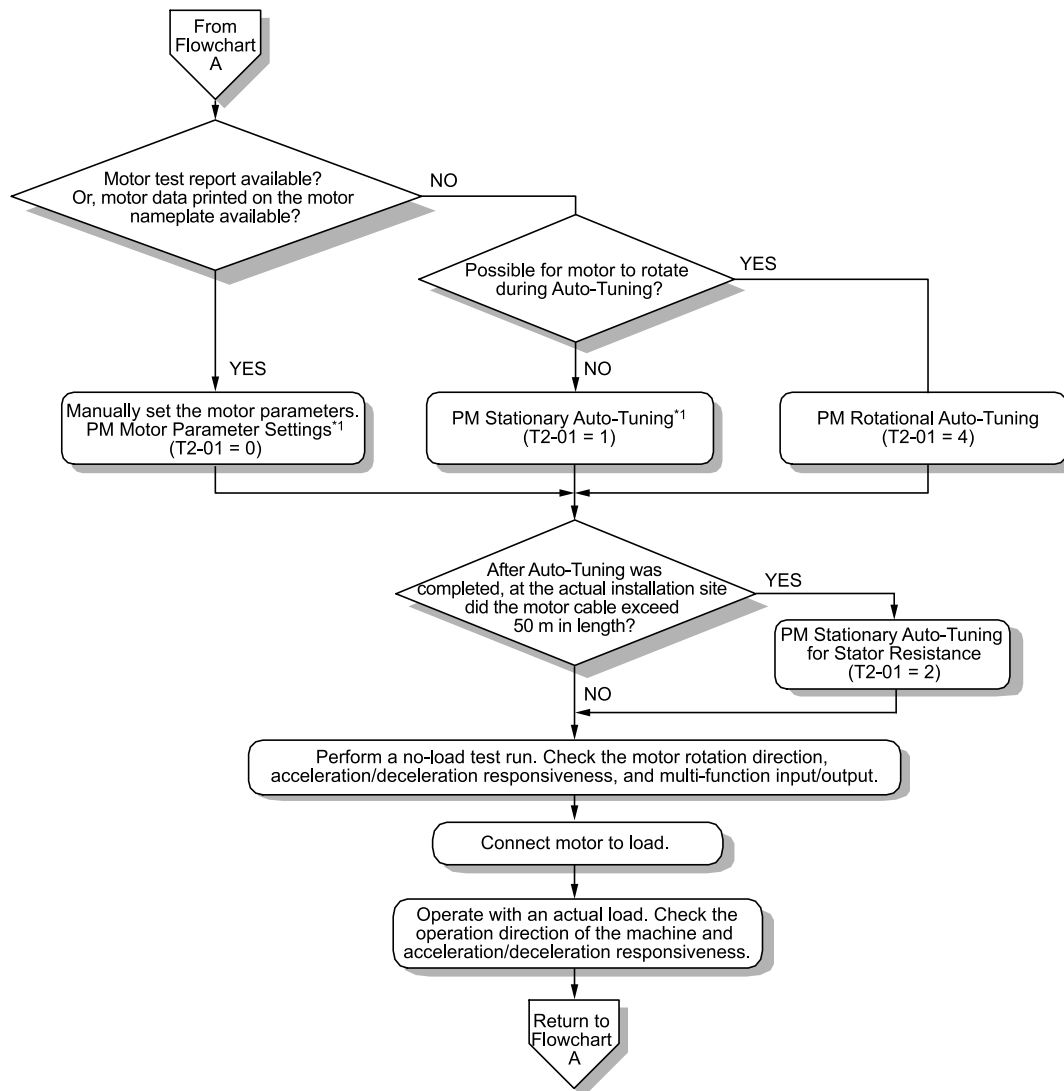 From
Flowchart
A
Motor test report available?
Or, motor data printed on the motor
nameplate available?
NO
Possible for motor to rotate
during Auto-Tuning?
YES
YES
NO
Manually set the motor parameters.
PM Motor Parameter Settings*1
(T2-01 = 0)
PM Stationary Auto-Tuning*1
(T2-01 = 1)
PM Rotational Auto-Tuning
(T2-01 = 4)
After Auto-Tuning was
completed, at the actual installation site
did the motor cable exceed
50 m in length?
YES
PM Stationary Auto-Tuning
for Stator Resistance
(T2-01 = 2)
NO
Perform a no-load test run. Check the motor rotation direction,
acceleration/deceleration responsiveness, and multi-function input/output.
Connect motor to load.
Operate with an actual load. Check the
operation direction of the machine and
acceleration/deceleration responsiveness.
Return to
Flowchart
A